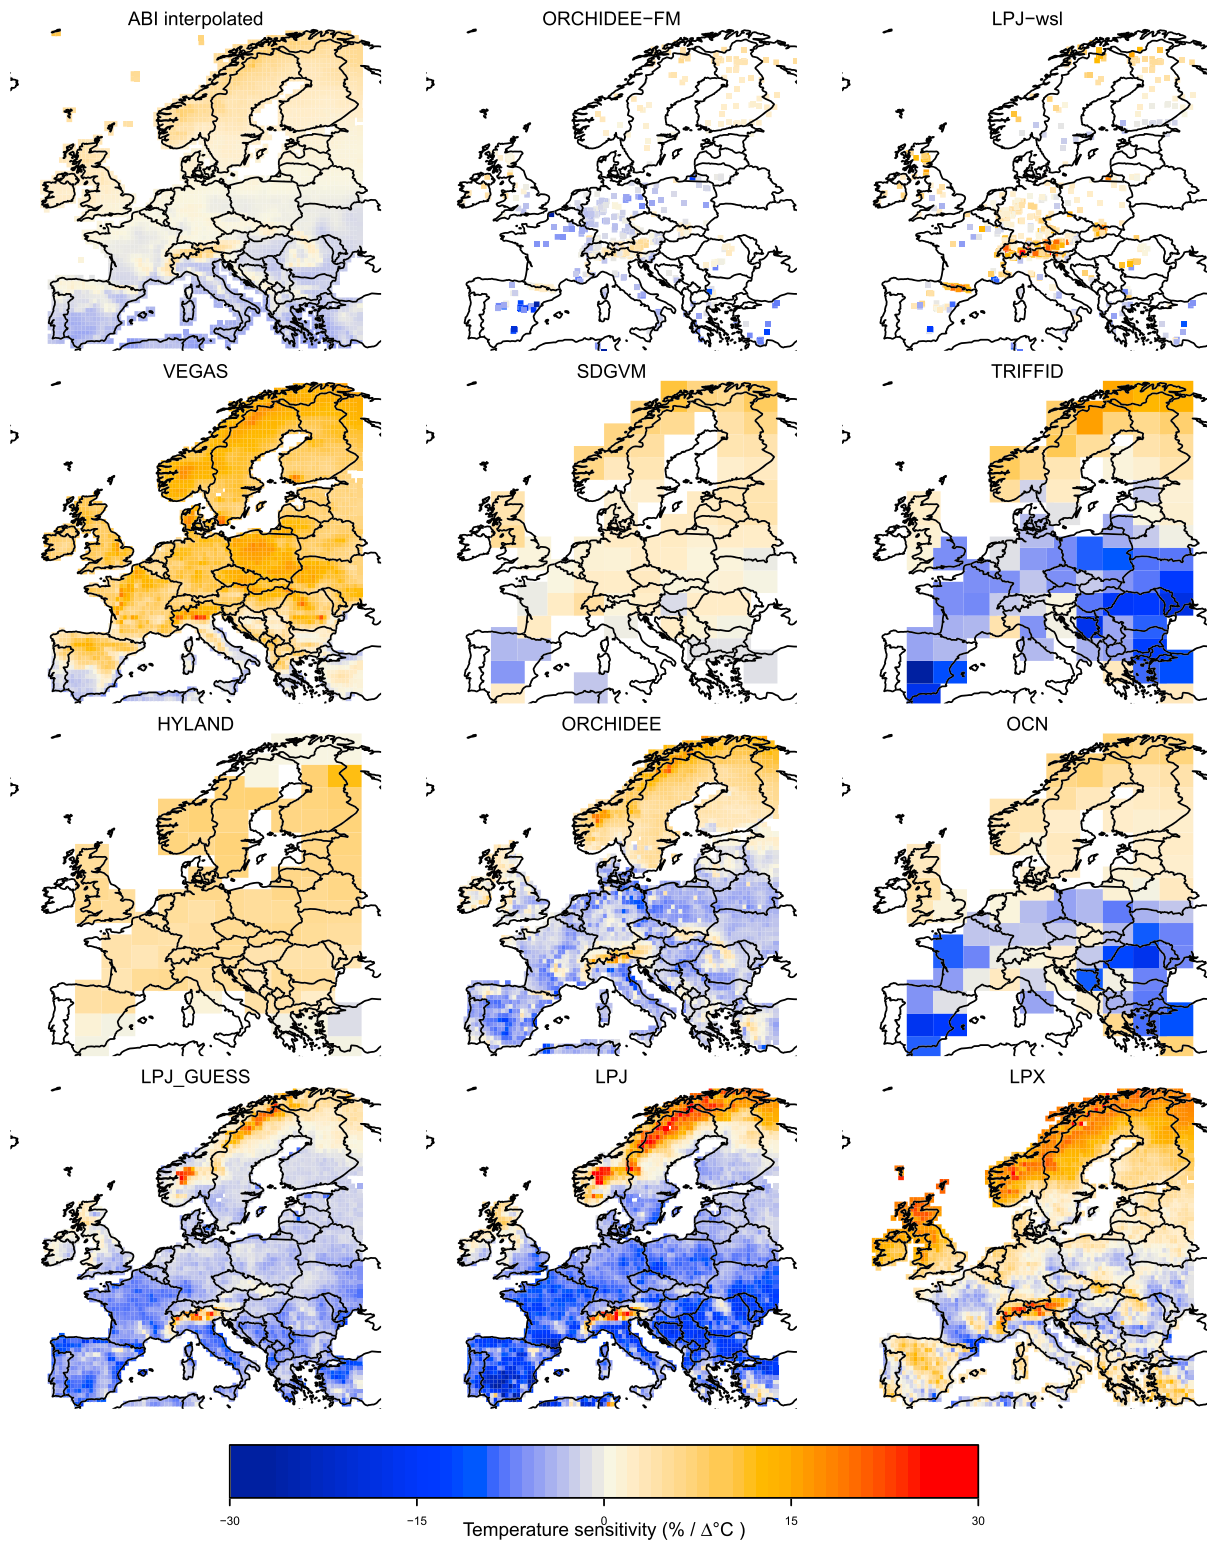 ABI interpolated ORCHIDEE−FM LPJ−wsl
VEGAS SDGVM TRIFFID
HYLAND ORCHIDEE OCN
LPJ_GUESS LPJ LPX
−30 −15 0 15 30
Temperature sensitivity (% / Δ°C )